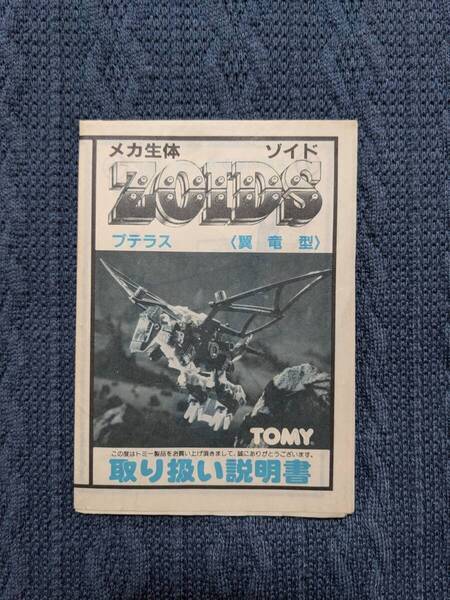 メカ生体 ゾイド
ZOIDS
プテラス 〈翼竜型〉
TOMY
この度はトミー製品をお買い上げ頂きまして、誠にありがとうございます。
取り扱い説明書